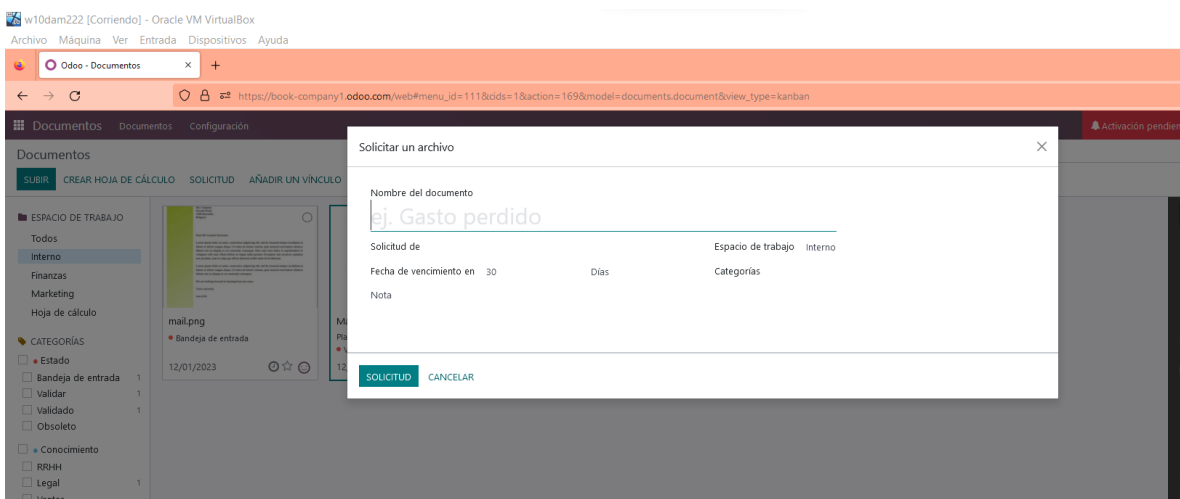 w10dam222 [Corriendo] - Oracle VM VirtualBox
Archivo Máquina Ver Entrada Dispositivos Ayuda
Odoo - Documentos × +
https://book-company1.odoo.com/web#menu_id=111&cids=1&action=169&model=documents.document&view_type=kanban
Documentos Documentos Configuración
Activación pendien
Documentos
SUBIR CREAR HOJA DE CÁLCULO SOLICITUD AÑADIR UN VÍNCULO
ESPACIO DE TRABAJO
Todos
Interno
Finanzas
Marketing
Hoja de cálculo
CATEGORÍAS
Estado
Bandeja de entrada 1
Validar 1
Validado 1
Obsoleto
Conocimiento
RRHH
Legal 1
mail.png
Bandeja de entrada
12/01/2023
Ma
Pla
12
Solicitar un archivo
Nombre del documento
ej. Gasto perdido
Solicitud de
Espacio de trabajo Interno
Fecha de vencimiento en 30 Días
Categorías
Nota
SOLICITUD CANCELAR